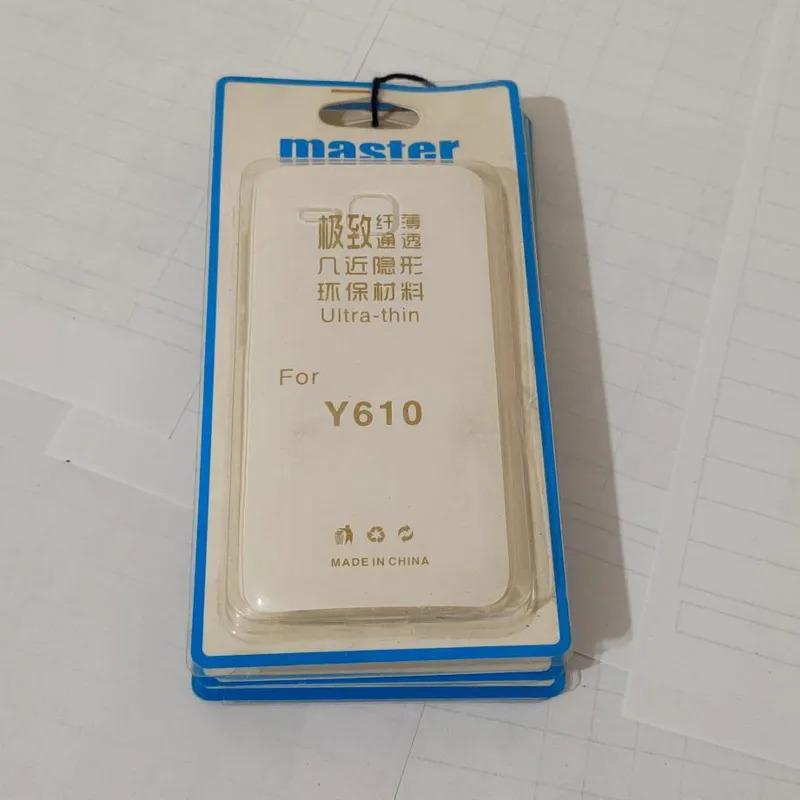 master
极致纤薄通透
几近隐形
环保材料
Ultra-thin
For
Y610
MADE IN CHINA